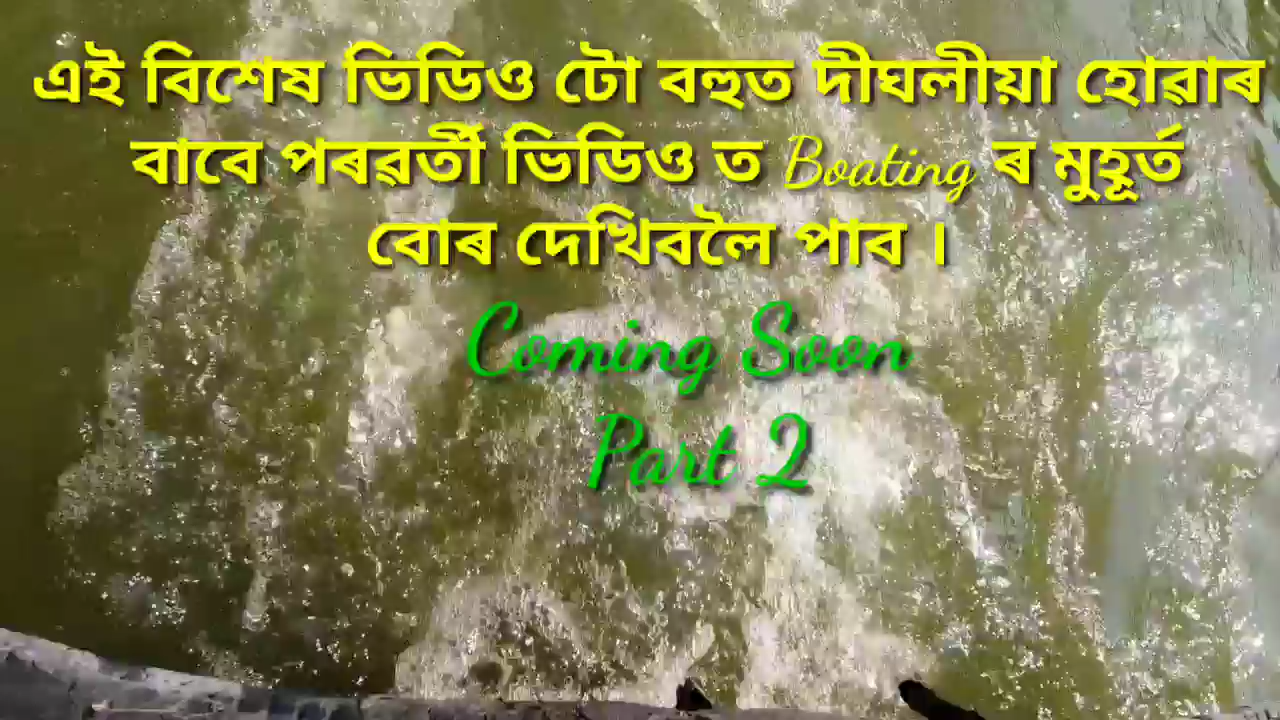 এই বিশেষ ভিডিও টো বহুত দীঘলীয়া হোৱাৰ
বাবে পৰৱৰ্তী ভিডিও ত Boating ৰ মুহূৰ্ত
বোৰ দেখিবলৈ পাব ।
Coming Soon
Part 2